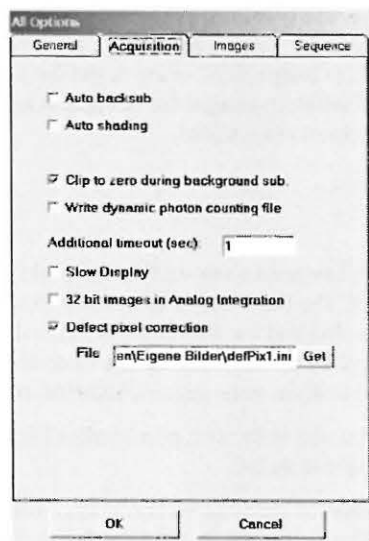 All Options
General Acquisition Images Sequence
Auto backsub
Auto shading
Clip to zero during background sub.
Write dynamic photon counting file
Additional timeout (sec) 1
Slow Display
32 bit images in Analog Integration
Defect pixel correction
File en\Eigene Bilder\defPix1.ini Get
OK Cancel